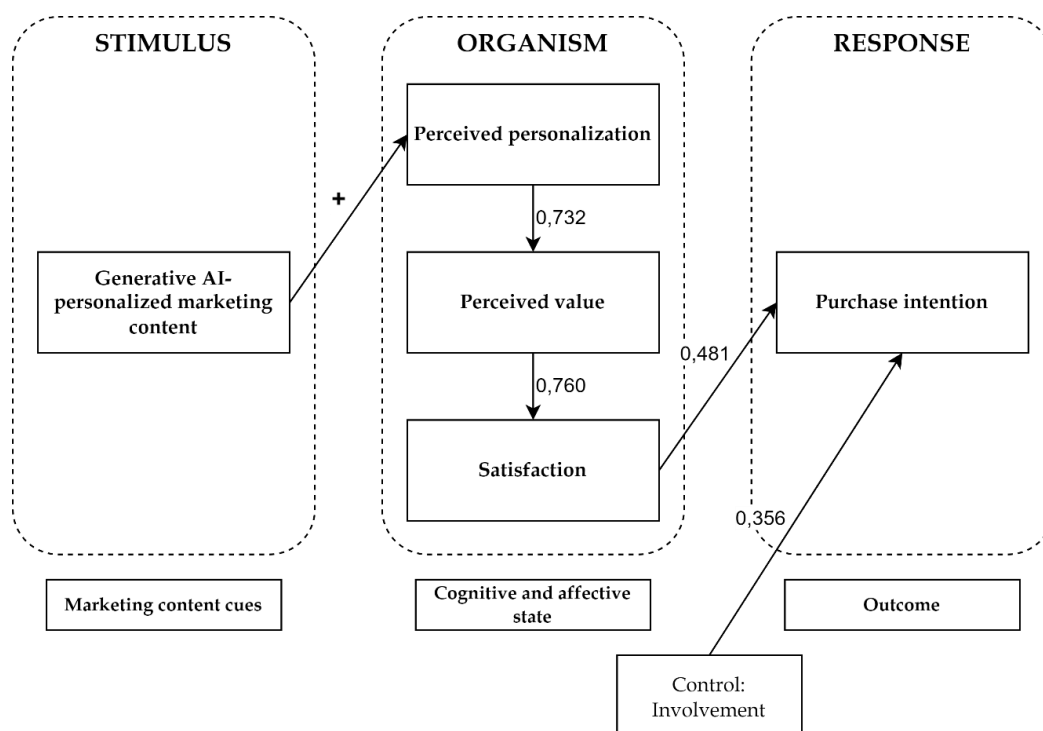 STIMULUS
ORGANISM
RESPONSE
Perceived personalization
+
0,732
Generative AI-
personalized marketing
content
Perceived value
Purchase intention
0,481
0,760
Satisfaction
0,356
Marketing content cues
Cognitive and affective
state
Outcome
Control:
Involvement